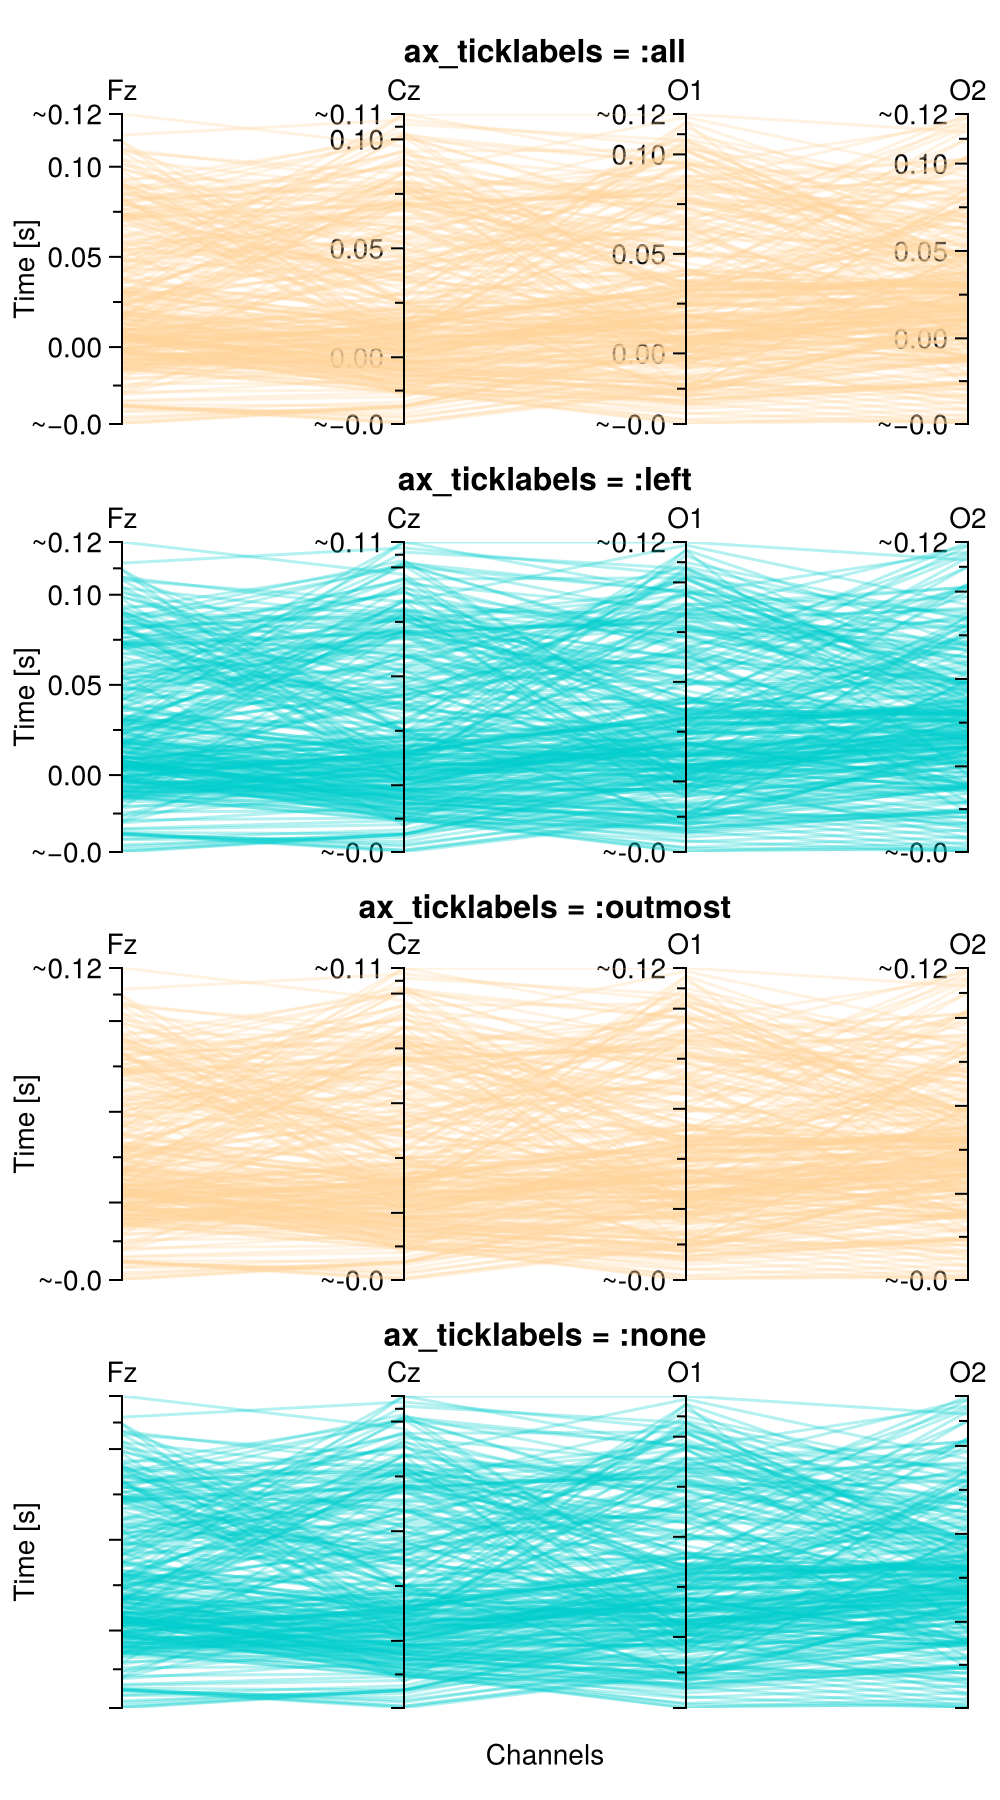 ax_ticklabels = :all
Fz Cz O1 O2
~0.12 ~0.11 ~0.12 ~0.12
0.10 0.10 0.10 0.10
0.05 0.05 0.05 0.05
0.00 0.00 0.00 0.00
~−0.0 ~−0.0 ~−0.0 ~−0.0
Time [s]
ax_ticklabels = :left
Fz Cz O1 O2
~0.12 ~0.11 ~0.12 ~0.12
0.10
0.05
0.00
~−0.0 ~-0.0 ~-0.0 ~-0.0
Time [s]
ax_ticklabels = :outmost
Fz Cz O1 O2
~0.12 ~0.11 ~0.12 ~0.12
~-0.0 ~-0.0 ~-0.0 ~-0.0
Time [s]
ax_ticklabels = :none
Fz Cz O1 O2
Time [s]
Channels